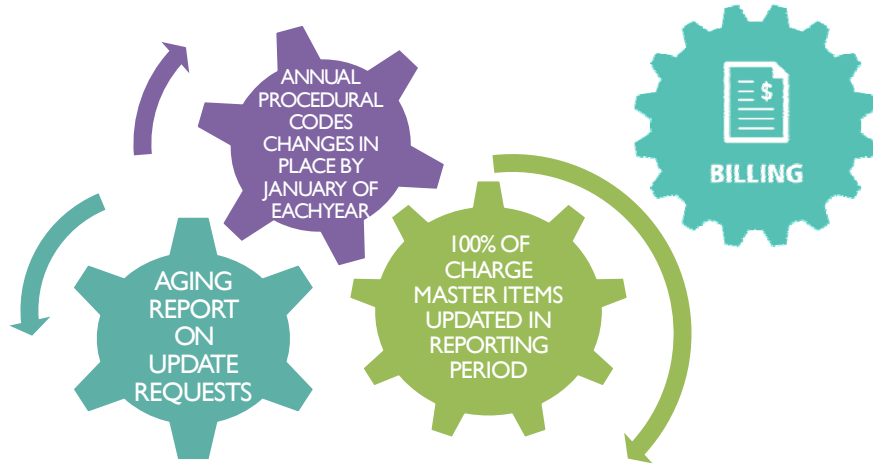 ANNUAL
PROCEDURAL
CODES
CHANGES IN
PLACE BY
JANUARY OF
EACHYEAR
$
BILLING
100% OF
CHARGE
MASTER ITEMS
UPDATED IN
REPORTING
PERIOD
AGING
REPORT
ON
UPDATE
REQUESTS